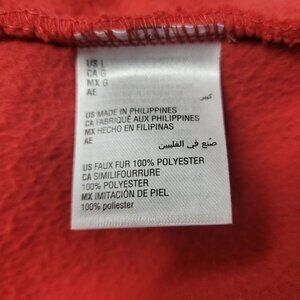 US L
CA G
MX G
AE كبير
US MADE IN PHILIPPINES
CA FABRIQUÉ AUX PHILIPPINES
MX HECHO EN FILIPINAS
AE صنع في الفلبين
US FAUX FUR 100% POLYESTER
CA SIMILIFOURRURE
100% POLYESTER
MX IMITACIÓN DE PIEL
100% poliester